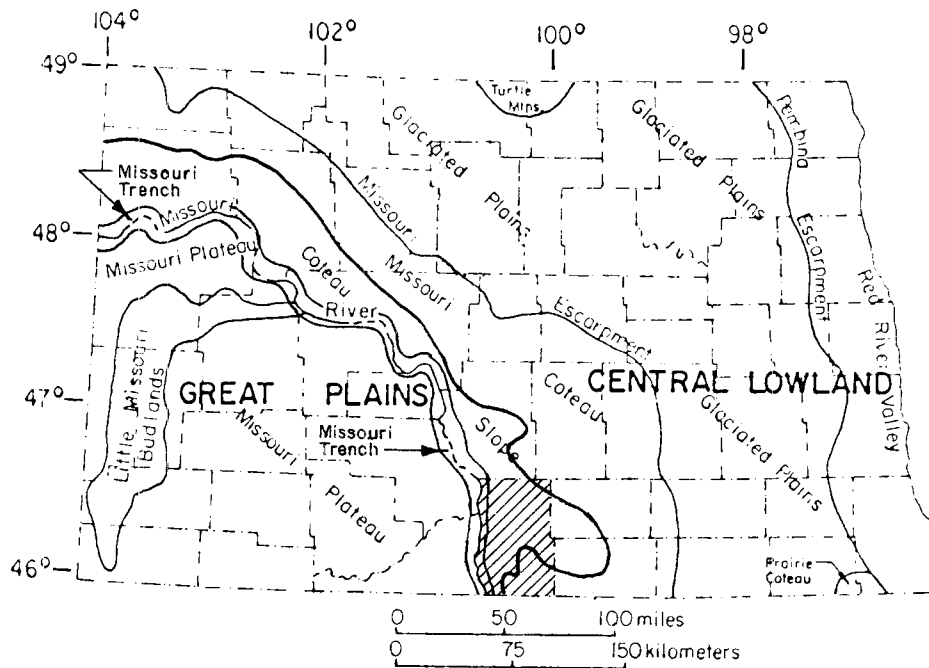 104°
102°
100°
98°
49°
Turtle
Mtns
Glaciated
Plains
Glaciated
Plains
Pembina
Escarpment
Missouri
Trench
Missouri
Missouri
Escarpment
48°
Missouri Plateau
Coteau
Missouri
River
Coteau
Red River Valley
47°
Little Missouri
Badlands
GREAT PLAINS
CENTRAL LOWLAND
Missouri
Plateau
Missouri
Trench
Slope
Glaciated Plains
46°
Prairie
Coteau
0 50 100 miles
0 75 150 kilometers